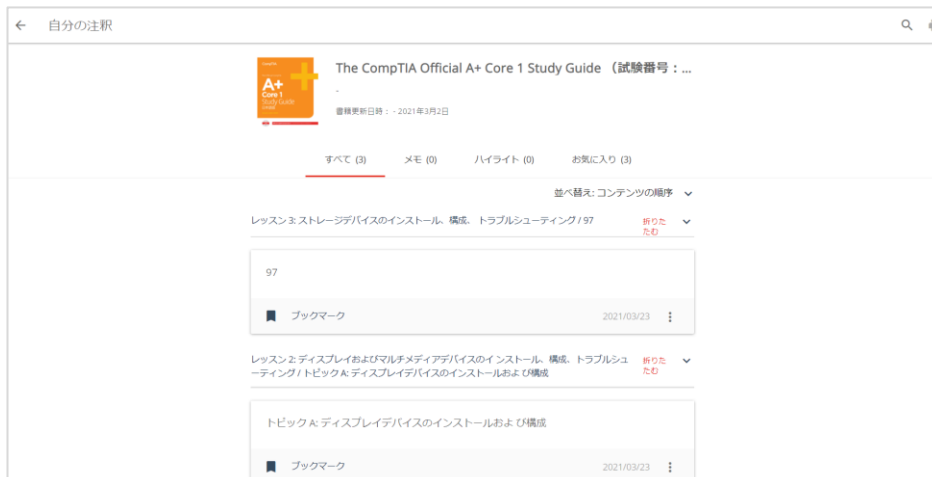 自分の注釈
CompTIA
A+
Core 1
Study Guide
The CompTIA Official A+ Core 1 Study Guide （試験番号：...
-
書籍更新日時： - 2021年3月2日
すべて (3) メモ (0) ハイライト (0) お気に入り (3)
並べ替え: コンテンツの順序
レッスン 3: ストレージデバイスのインストール、構成、トラブルシューティング / 97
折りた
たむ
97
ブックマーク 2021/03/23
レッスン 2: ディスプレイおよびマルチメディアデバイスのイ ンストール、構成、トラブルシュ
ーティング / トピック A: ディスプレイデバイスのインストールおよ び構成
折りた
たむ
トピック A: ディスプレイデバイスのインストールおよ び構成
ブックマーク 2021/03/23